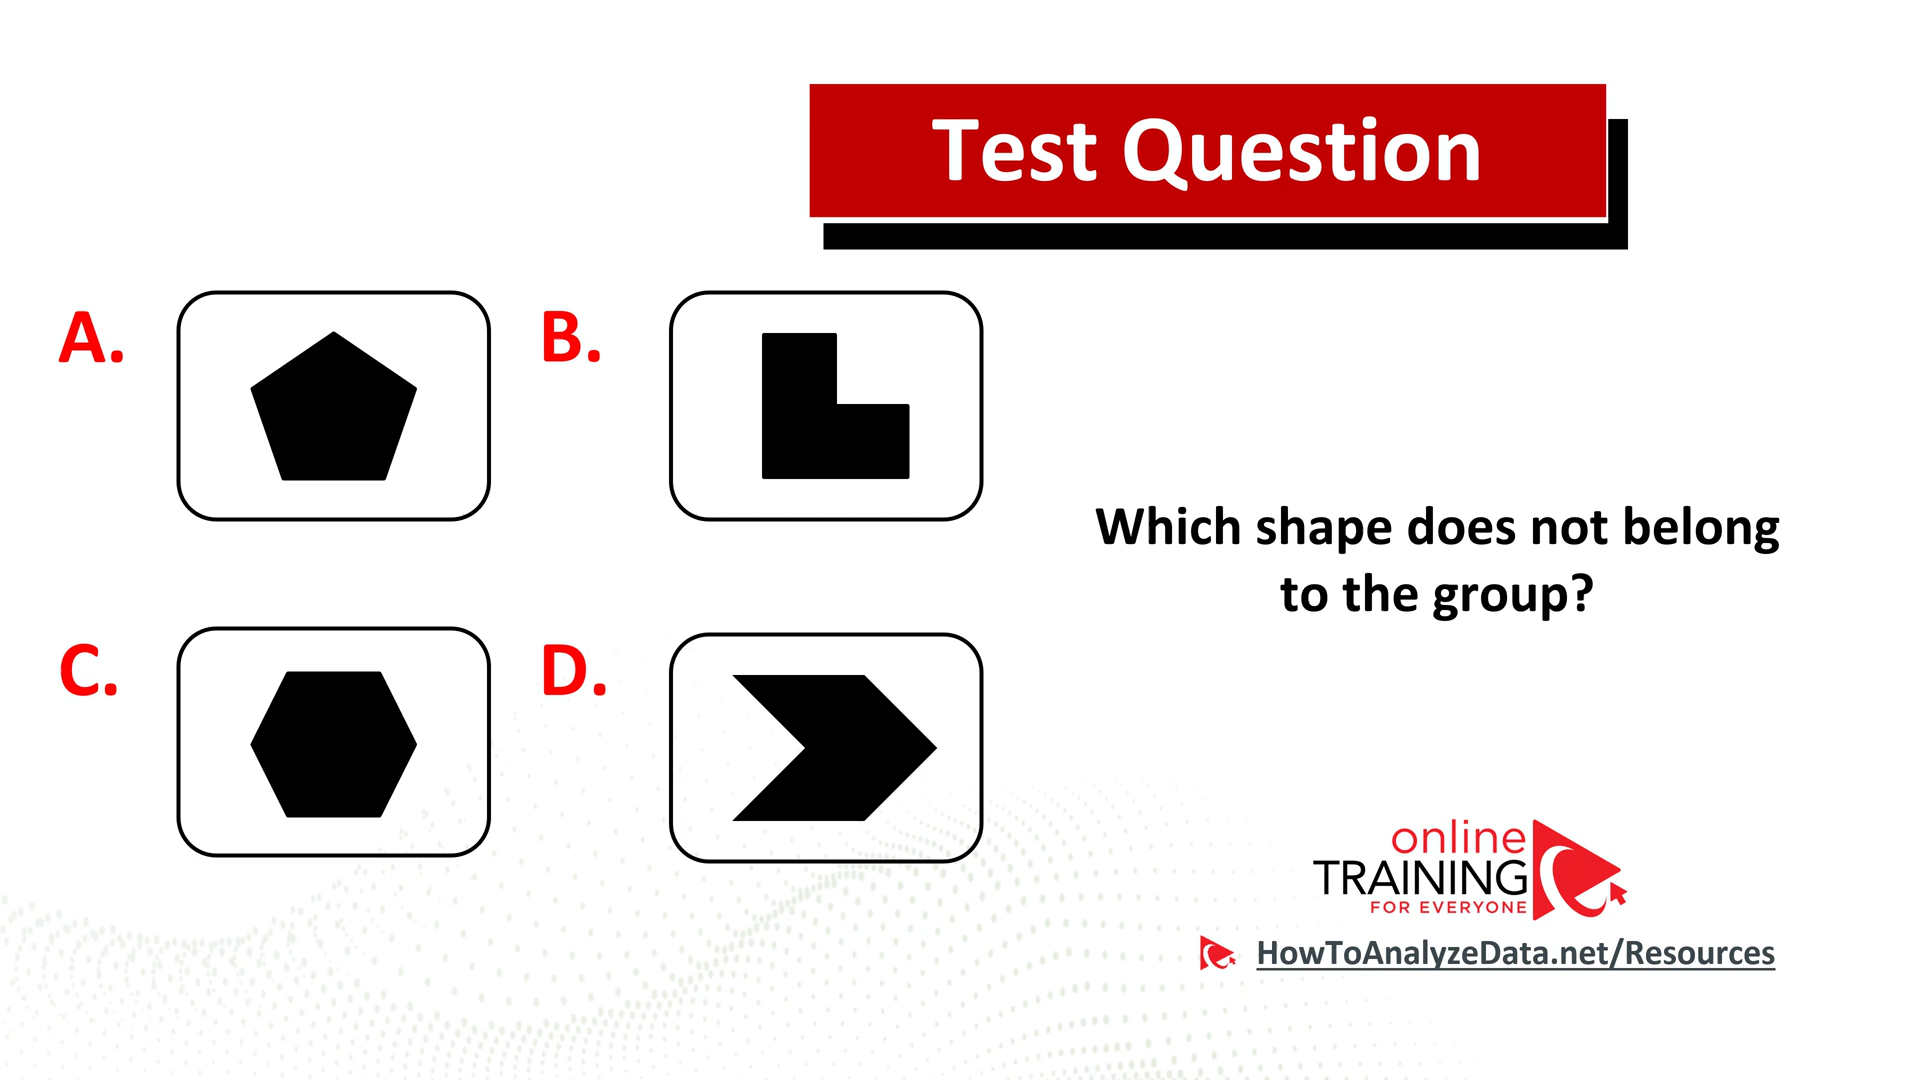 Test Question
A.
B.
Which shape does not belong
to the group?
C.
D.
online
TRAINING
FOR EVERYONE
HowToAnalyzeData.net/Resources